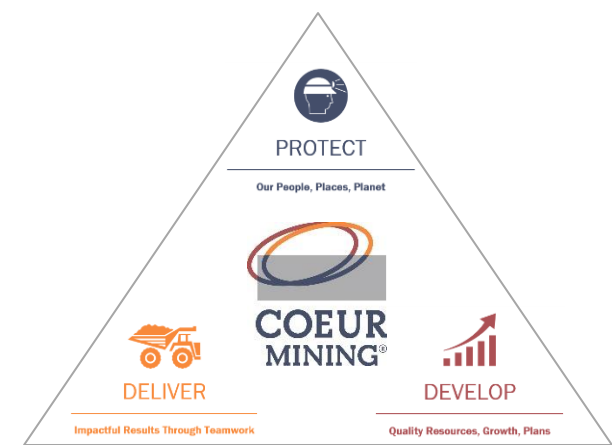 PROTECT
Our People, Places, Planet
COEUR
MINING®
DELIVER
Impactful Results Through Teamwork
DEVELOP
Quality Resources, Growth, Plans